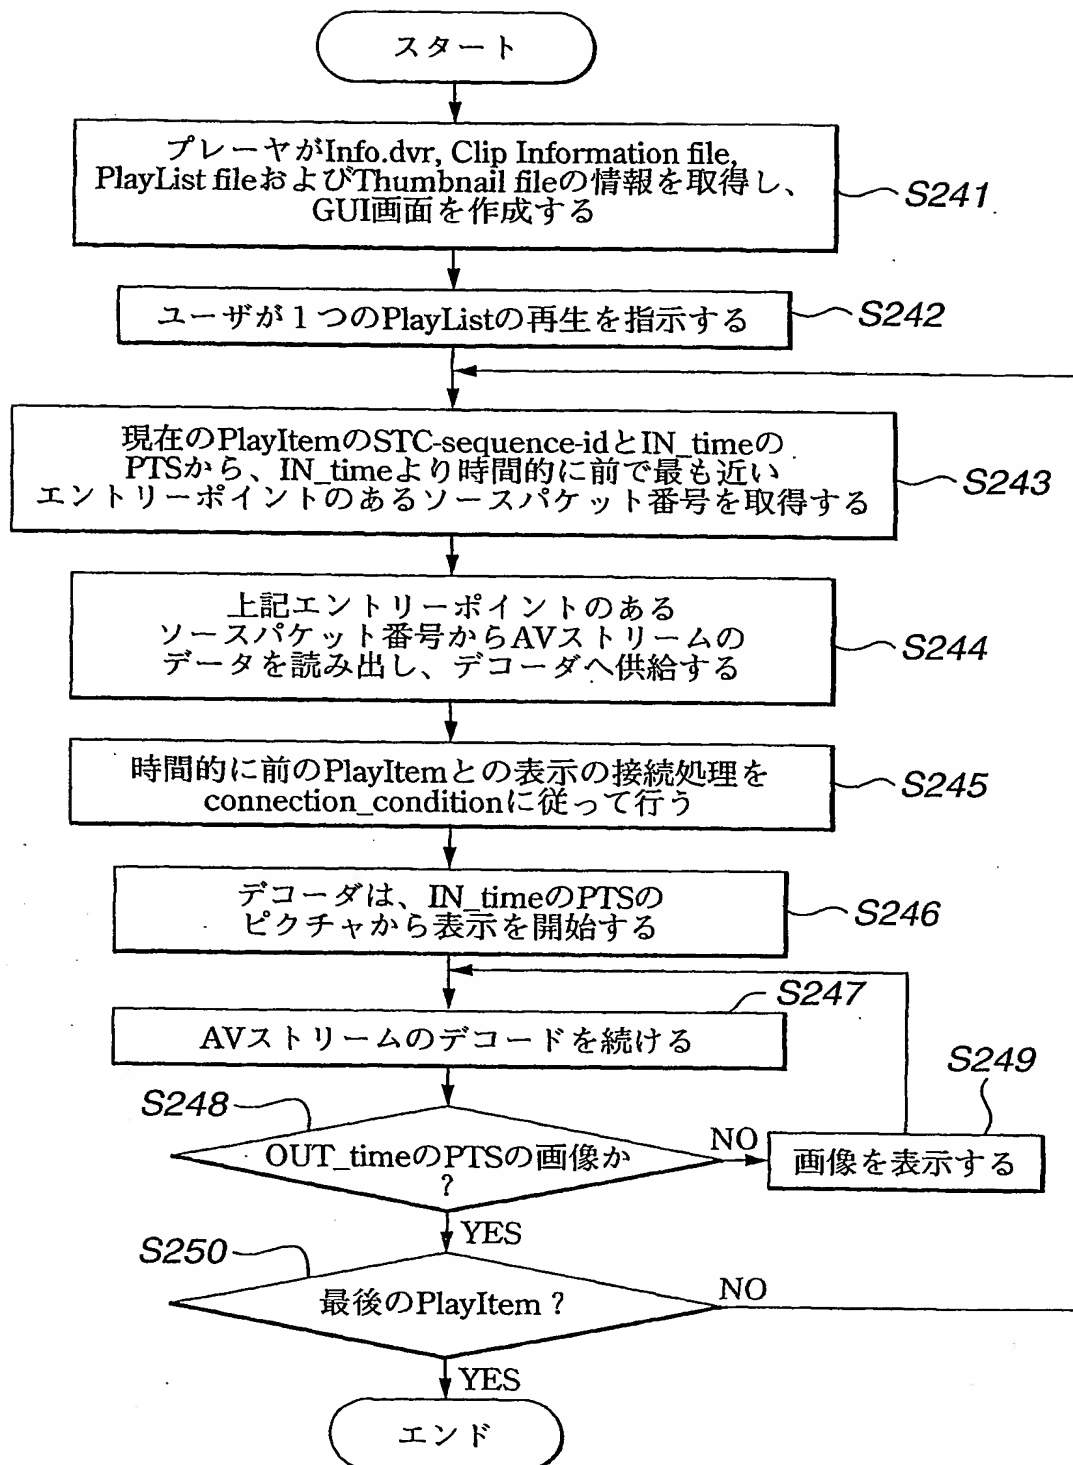 スタート
プレーヤがInfo.dvr, Clip Information file,
PlayList fileおよびThumbnail fileの情報を取得し、
GUI画面を作成する
S241
ユーザが1つのPlayListの再生を指示する
S242
現在のPlayItemのSTC-sequence-idとIN_timeの
PTSから、IN_timeより時間的に前で最も近い
エントリーポイントのあるソースパケット番号を取得する
S243
上記エントリーポイントのある
ソースパケット番号からAVストリームの
データを読み出し、デコーダへ供給する
S244
時間的に前のPlayItemとの表示の接続処理を
connection_conditionに従って行う
S245
デコーダは、IN_timeのPTSの
ピクチャから表示を開始する
S246
S247
AVストリームのデコードを続ける
S248
OUT_timeのPTSの画像か
?
NO
S249
画像を表示する
YES
S250
最後のPlayItem?
NO
YES
エンド